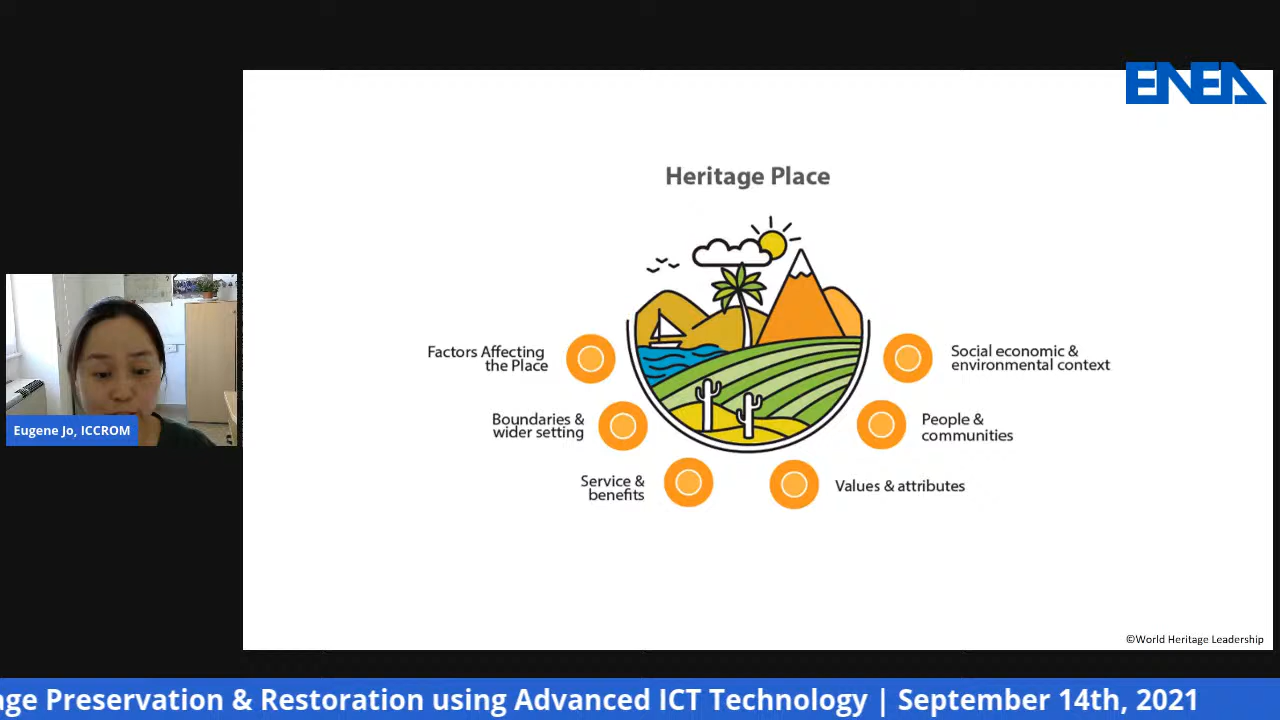 ENEA
Heritage Place
Factors Affecting
the Place
Social economic &
environmental context
Boundaries &
wider setting
People &
communities
Service &
benefits
Values & attributes
Eugene Jo, ICCROM
©World Heritage Leadership
age Preservation & Restoration using Advanced ICT Technology | September 14th, 2021